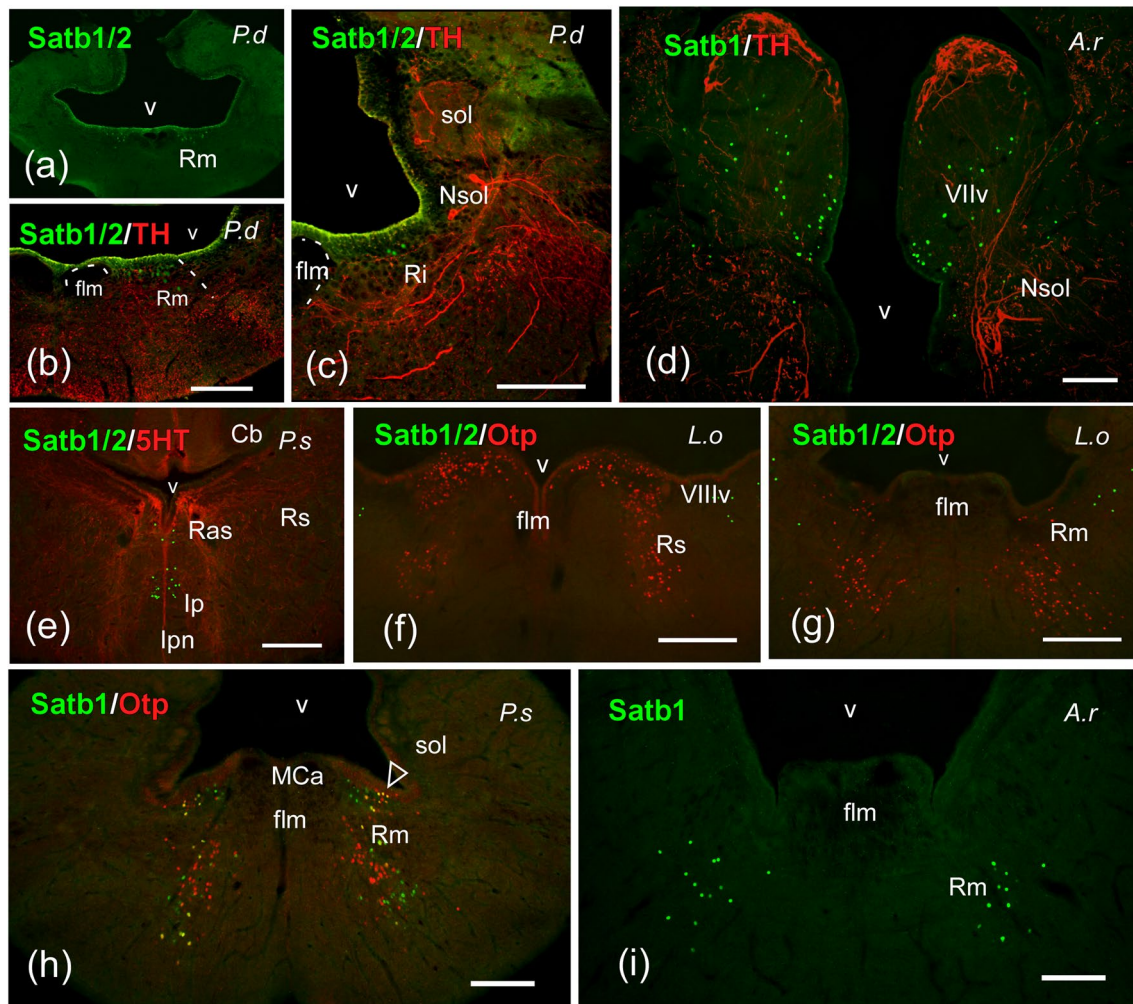 Satb1/2 P.d
v
Rm
(a)
Satb1/2/TH v P.d
flm Rm
(b)
Satb1/2/TH P.d
sol
v Nsol
flm Ri
(c)
Satb1/TH A.r
VIIv
Nsol
v
(d)
Satb1/2/5HT Cb P.s
v
Ras Rs
Ip
Ipn
(e)
Satb1/2/Otp L.o
v
VIIIv
flm
Rs
(f)
Satb1/2/Otp L.o
v
flm
Rm
(g)
Satb1/Otp v P.s
sol
MCa
flm Rm
(h)
Satb1 v A.r
flm
Rm
(i)